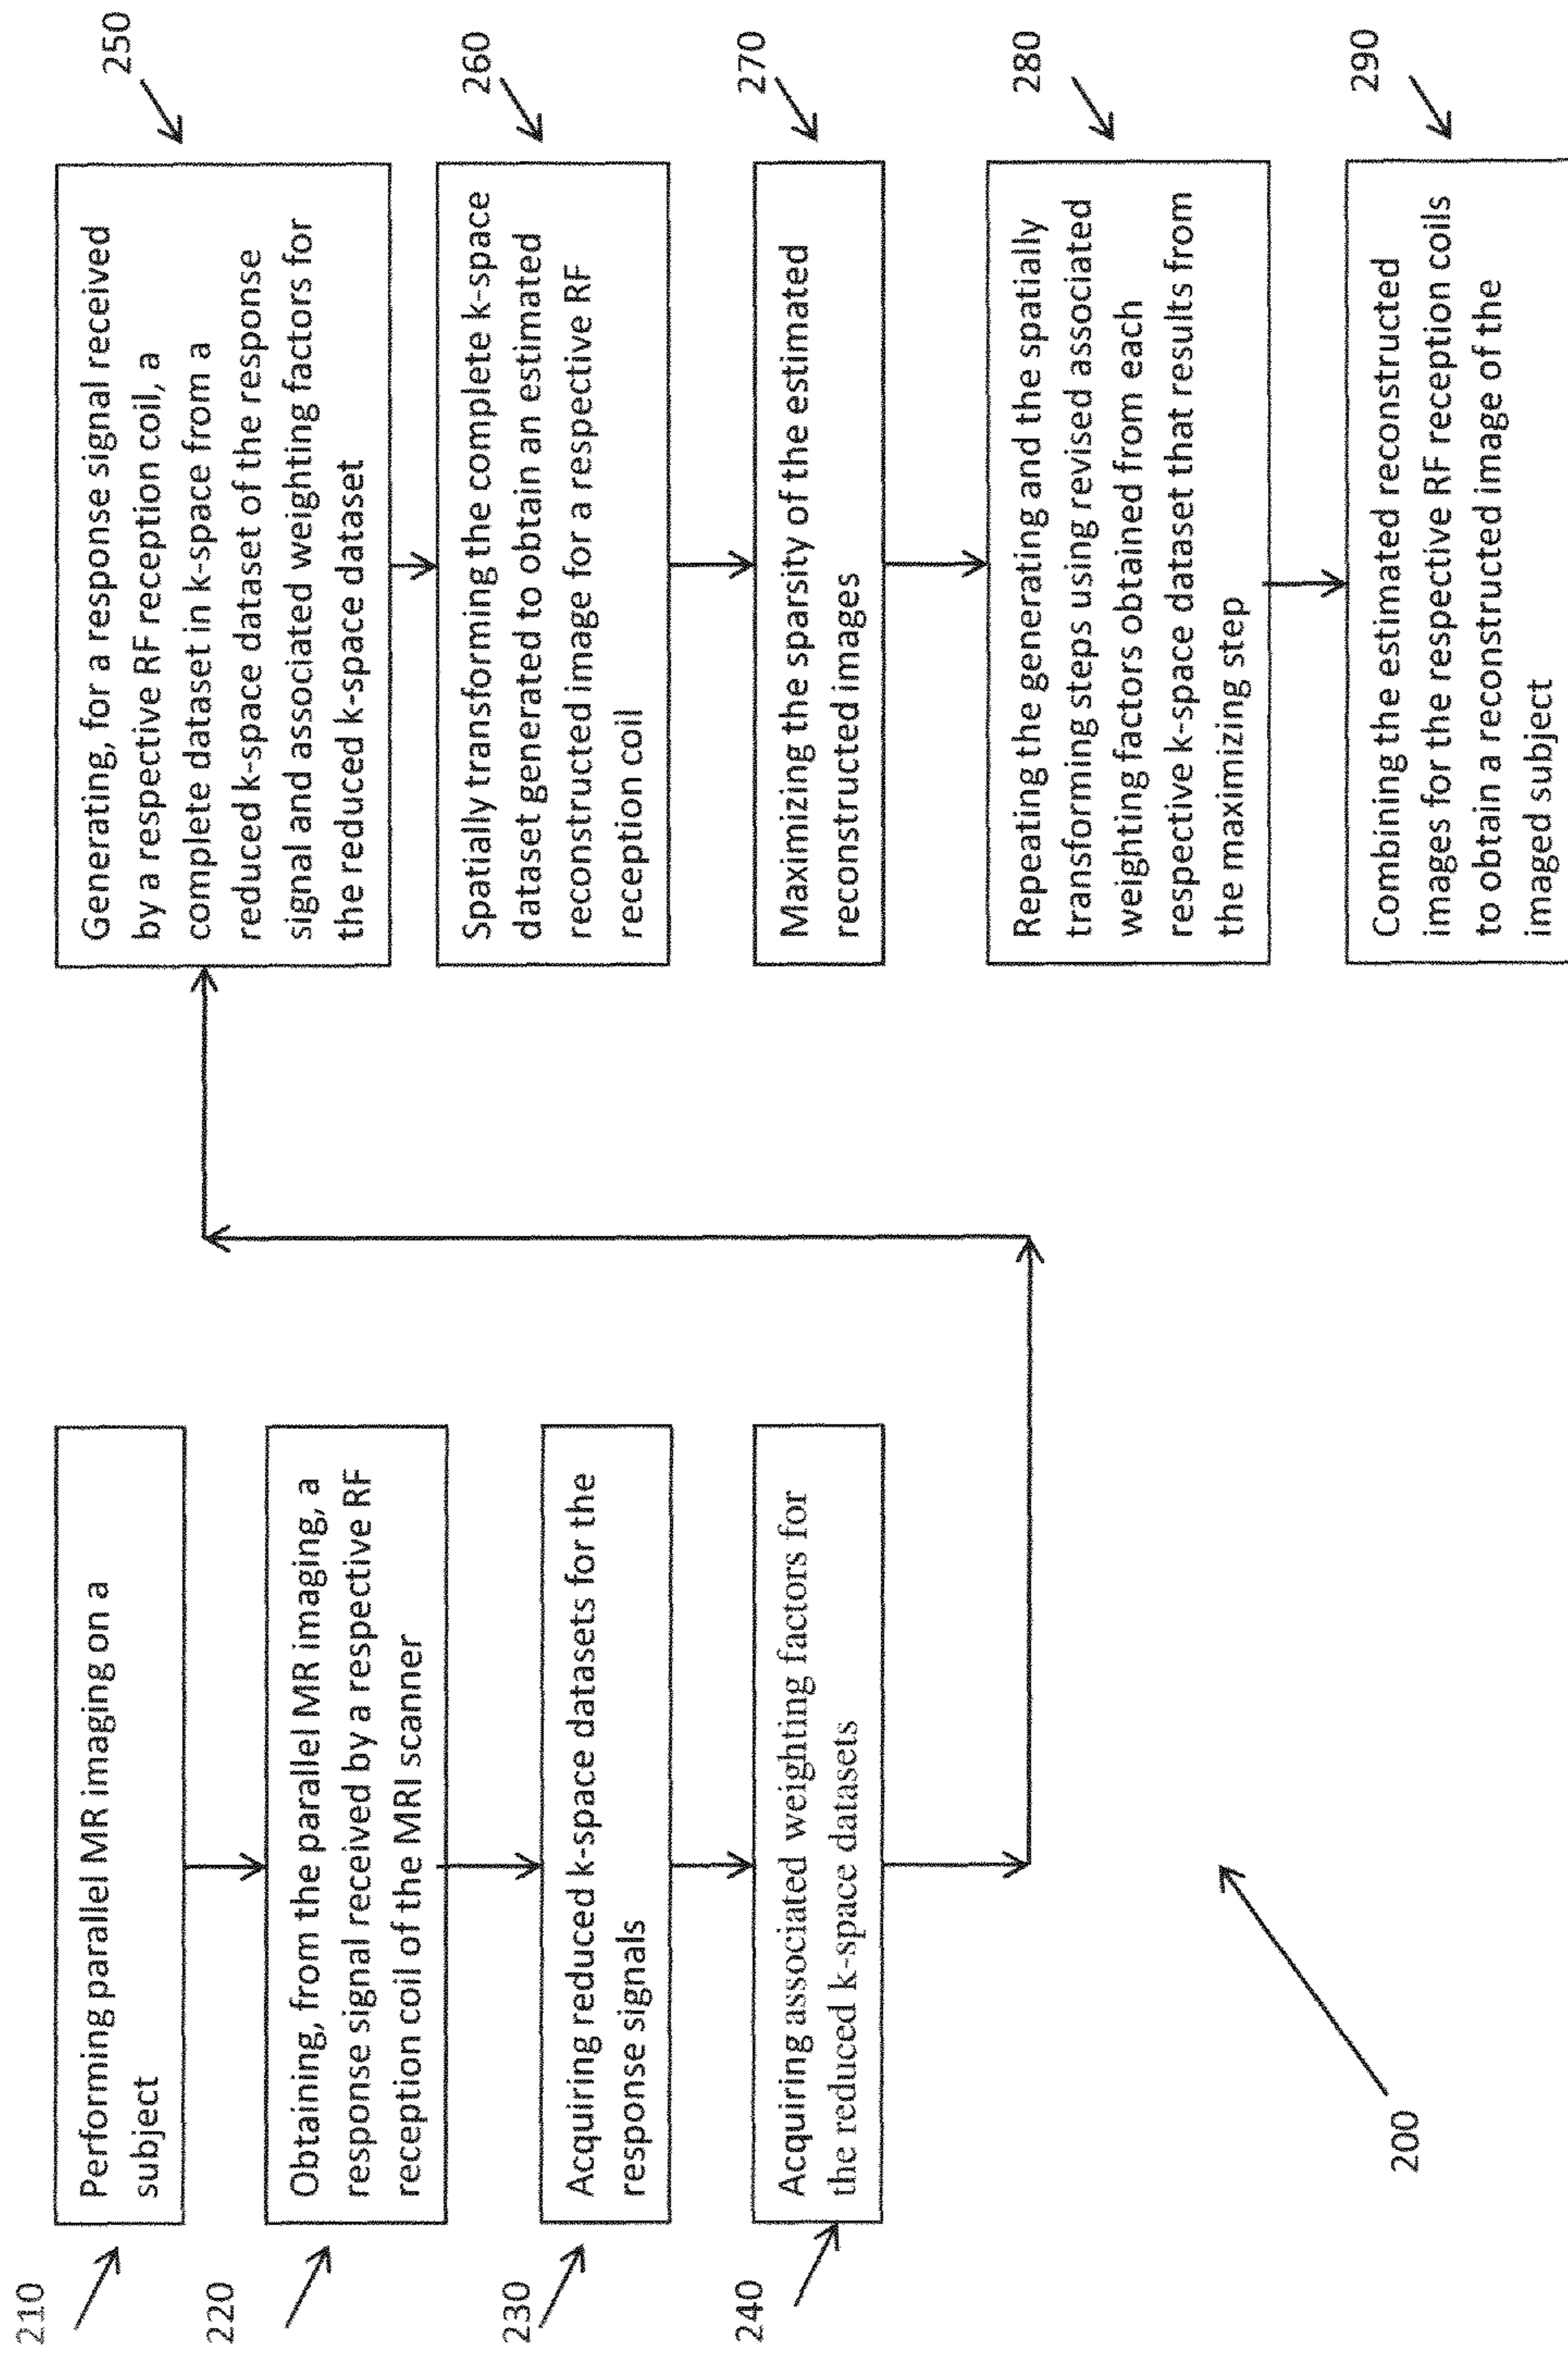 210
Performing parallel MR imaging on a
subject
220
Obtaining, from the parallel MR imaging, a
response signal received by a respective RF
reception coil of the MRI scanner
230
Acquiring reduced k-space datasets for the
response signals
240
Acquiring associated weighting factors for
the reduced k-space datasets
200
250
Generating, for a response signal received
by a respective RF reception coil, a
complete dataset in k-space from a
reduced k-space dataset of the response
signal and associated weighting factors for
the reduced k-space dataset
260
Spatially transforming the complete k-space
dataset generated to obtain an estimated
reconstructed image for a respective RF
reception coil
270
Maximizing the sparsity of the estimated
reconstructed images
280
Repeating the generating and the spatially
transforming steps using revised associated
weighting factors obtained from each
respective k-space dataset that results from
the maximizing step
290
Combining the estimated reconstructed
images for the respective RF reception coils
to obtain a reconstructed image of the
imaged subject